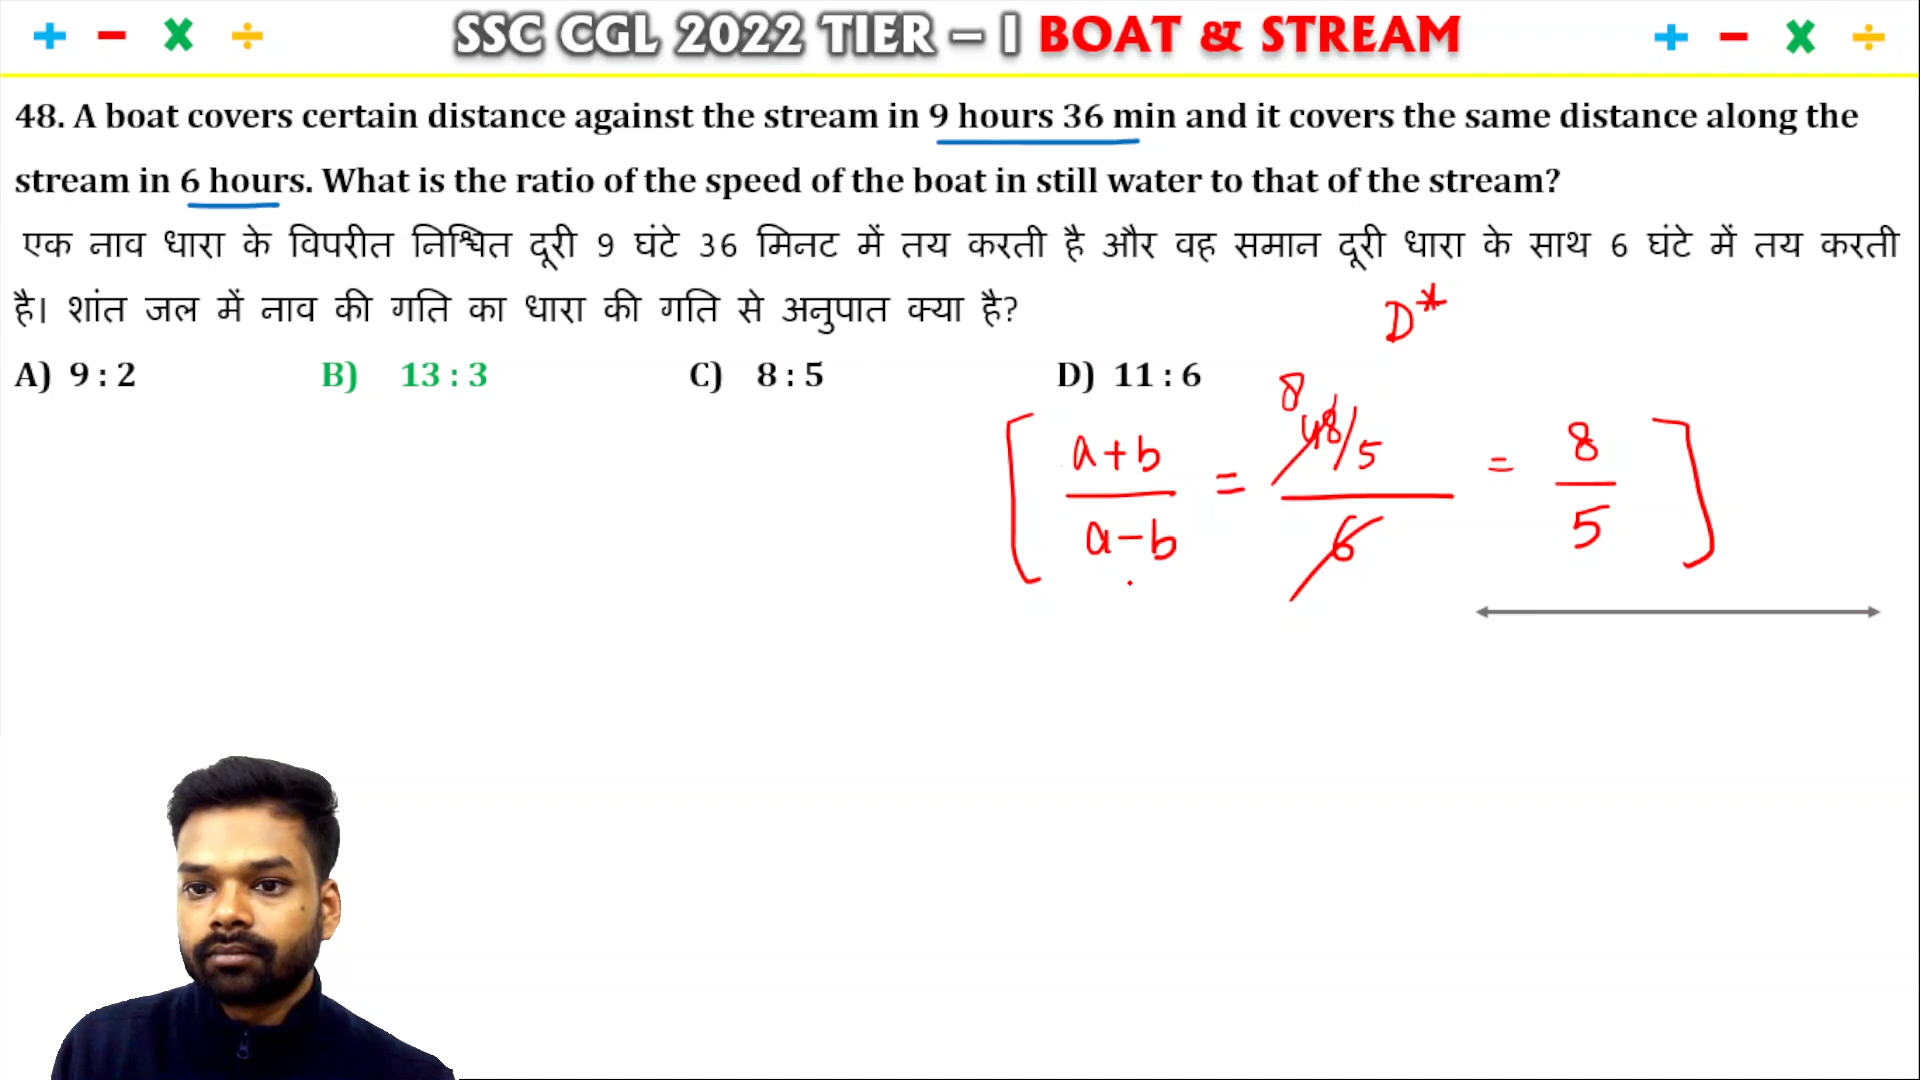 + − × ÷ SSC CGL 2022 TIER – I BOAT & STREAM + − × ÷
48. A boat covers certain distance against the stream in 9 hours 36 min and it covers the same distance along the
stream in 6 hours. What is the ratio of the speed of the boat in still water to that of the stream?
एक नाव धारा के विपरीत निश्चित दूरी 9 घंटे 36 मिनट में तय करती है और वह समान दूरी धारा के साथ 6 घंटे में तय करती
है। शांत जल में नाव की गति का धारा की गति से अनुपात क्या है?
D*
A) 9 : 2 B) 13 : 3 C) 8 : 5 D) 11 : 6
8
[ a+b / a−b = 48/5 / 6 = 8 / 5 ]